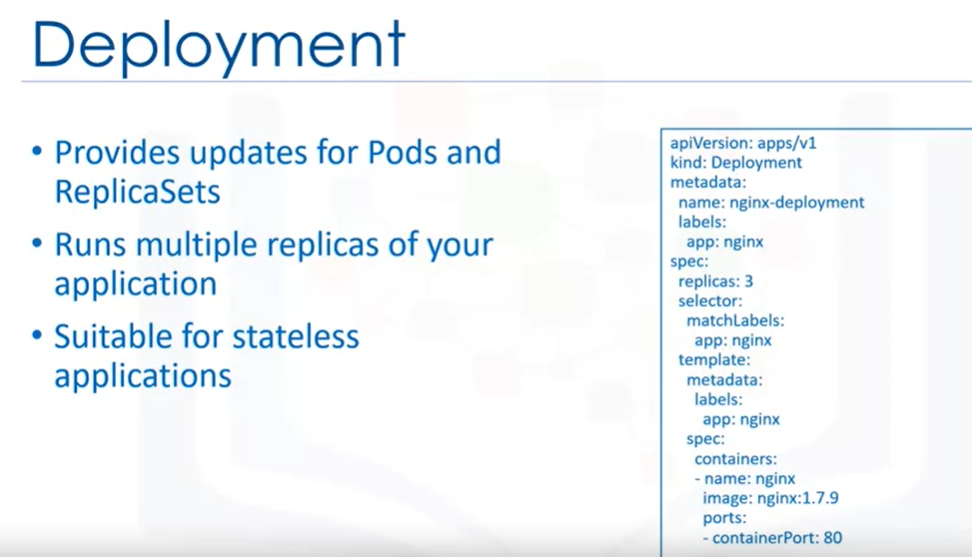 Deployment
• Provides updates for Pods and
ReplicaSets
• Runs multiple replicas of your
application
• Suitable for stateless
applications
apiVersion: apps/v1
kind: Deployment
metadata:
  name: nginx-deployment
  labels:
    app: nginx
spec:
  replicas: 3
  selector:
    matchLabels:
      app: nginx
  template:
    metadata:
      labels:
        app: nginx
    spec:
      containers:
      - name: nginx
        image: nginx:1.7.9
        ports:
        - containerPort: 80